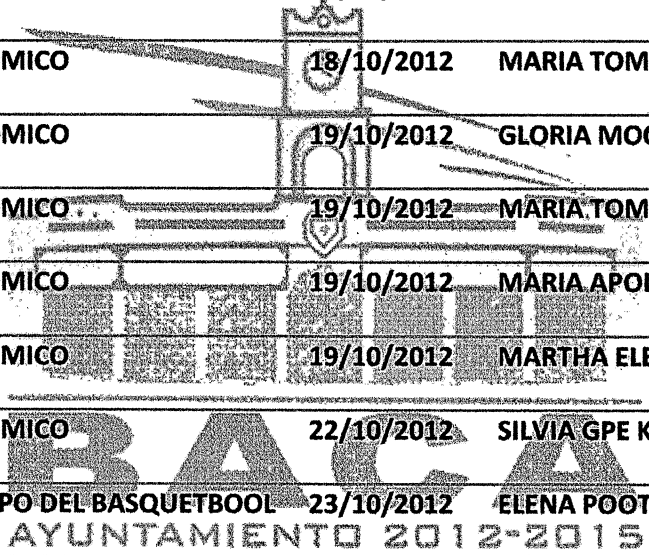 MICO 18/10/2012 MARIA TOM
MICO 19/10/2012 GLORIA MOO
MICO 19/10/2012 MARIA TOM
MICO 19/10/2012 MARIA APOL
MICO 19/10/2012 MARTHA ELE
MICO 22/10/2012 SILVIA GPE K
PO DEL BASQUETBOOL 23/10/2012 ELENA POOT
BACA
AYUNTAMIENTO 2012-2015